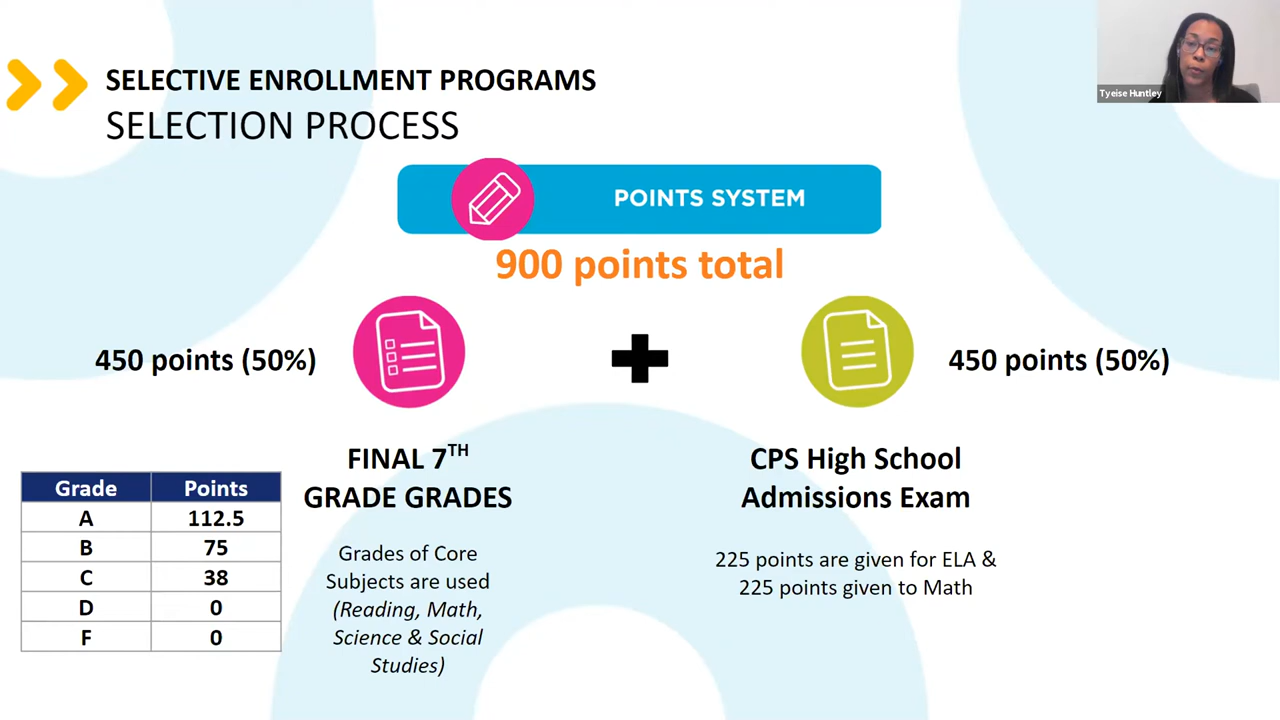 SELECTIVE ENROLLMENT PROGRAMS
SELECTION PROCESS
Tyeise Huntley
POINTS SYSTEM
900 points total
450 points (50%)
450 points (50%)
FINAL 7TH
GRADE GRADES
Grades of Core
Subjects are used
(Reading, Math,
Science & Social
Studies)
CPS High School
Admissions Exam
225 points are given for ELA &
225 points given to Math
Grade Points
A 112.5
B 75
C 38
D 0
F 0